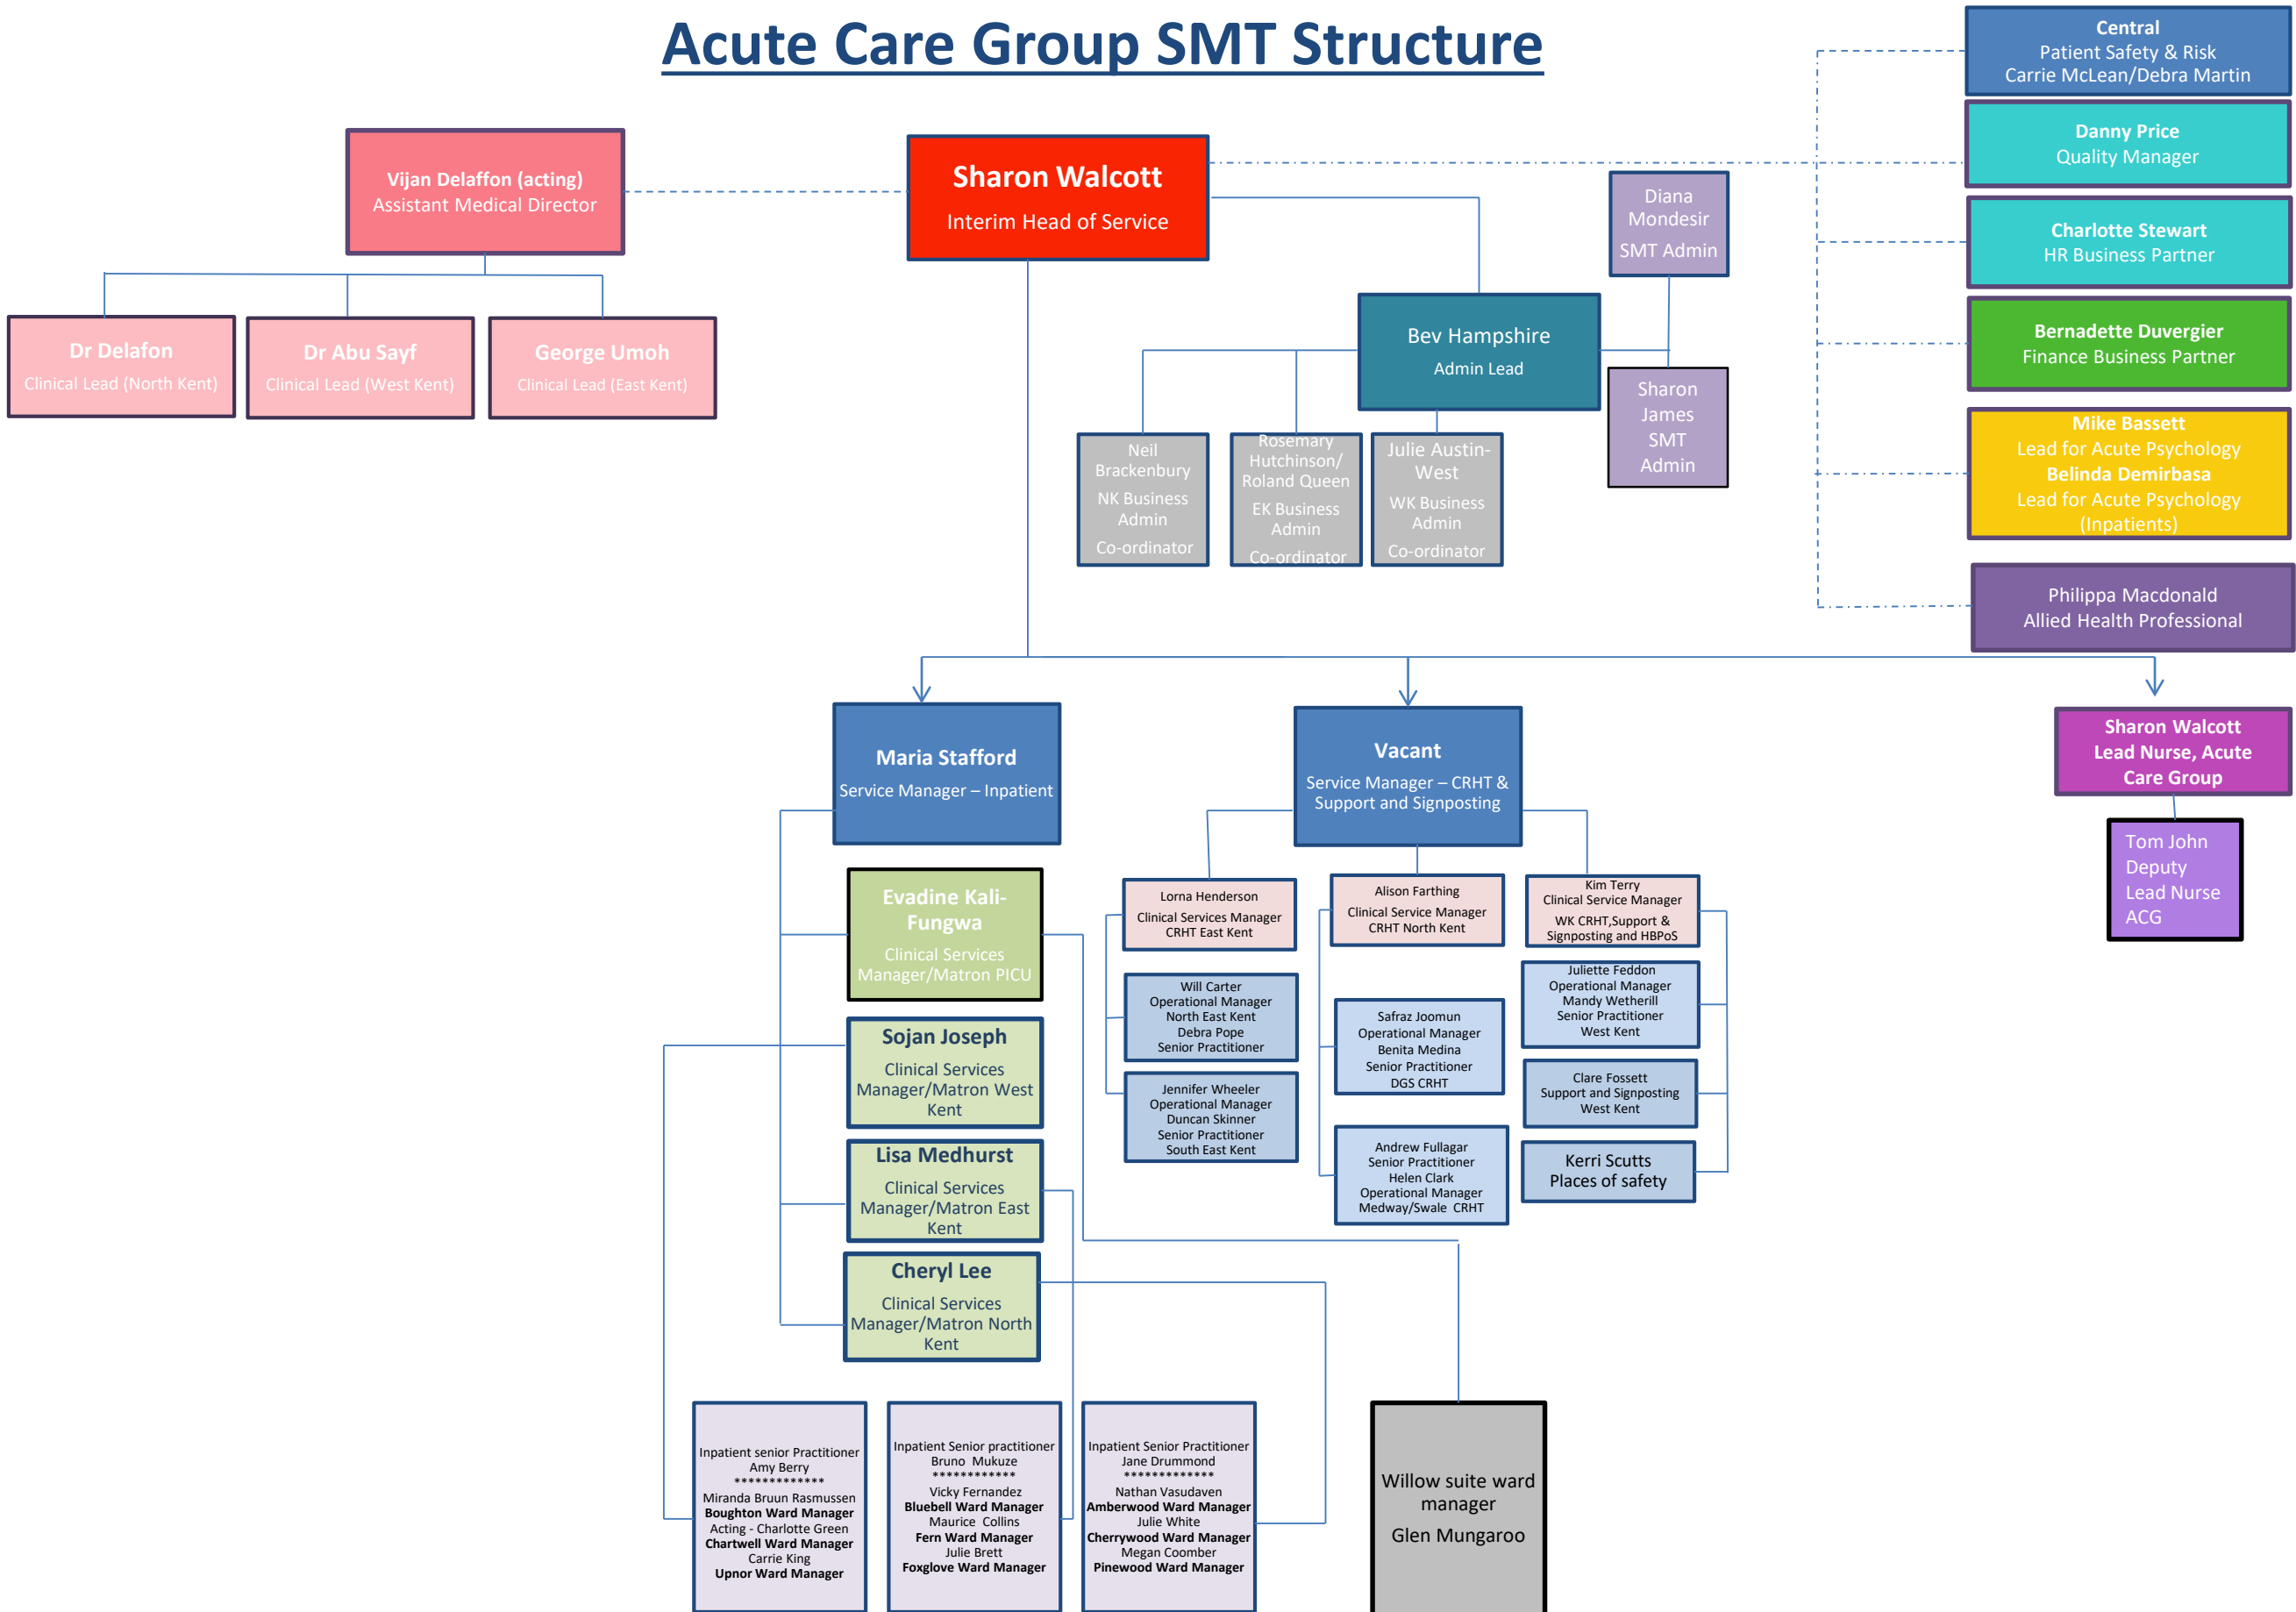 Acute Care Group SMT Structure
Central
Patient Safety & Risk
Carrie McLean/Debra Martin
Danny Price
Quality Manager
Charlotte Stewart
HR Business Partner
Bernadette Duvergier
Finance Business Partner
Mike Bassett
Lead for Acute Psychology
Belinda Demirbasa
Lead for Acute Psychology
(Inpatients)
Philippa Macdonald
Allied Health Professional
Vijan Delaffon (acting)
Assistant Medical Director
Sharon Walcott
Interim Head of Service
Diana
Mondesir
SMT Admin
Dr Delafon
Clinical Lead (North Kent)
Dr Abu Sayf
Clinical Lead (West Kent)
George Umoh
Clinical Lead (East Kent)
Bev Hampshire
Admin Lead
Sharon
James
SMT
Admin
Neil
Brackenbury
NK Business
Admin
Co-ordinator
Rosemary
Hutchinson/
Roland Queen
EK Business
Admin
Co-ordinator
Julie Austin-
West
WK Business
Admin
Co-ordinator
Maria Stafford
Service Manager – Inpatient
Vacant
Service Manager – CRHT &
Support and Signposting
Sharon Walcott
Lead Nurse, Acute
Care Group
Tom John
Deputy
Lead Nurse
ACG
Evadine Kali-
Fungwa
Clinical Services
Manager/Matron PICU
Sojan Joseph
Clinical Services
Manager/Matron West
Kent
Lisa Medhurst
Clinical Services
Manager/Matron East
Kent
Cheryl Lee
Clinical Services
Manager/Matron North
Kent
Lorna Henderson
Clinical Services Manager
CRHT East Kent
Will Carter
Operational Manager
North East Kent
Debra Pope
Senior Practitioner
Jennifer Wheeler
Operational Manager
Duncan Skinner
Senior Practitioner
South East Kent
Alison Farthing
Clinical Service Manager
CRHT North Kent
Safraz Joomun
Operational Manager
Benita Medina
Senior Practitioner
DGS CRHT
Andrew Fullagar
Senior Practitioner
Helen Clark
Operational Manager
Medway/Swale CRHT
Kim Terry
Clinical Service Manager
WK CRHT,Support &
Signposting and HBPoS
Juliette Feddon
Operational Manager
Mandy Wetherill
Senior Practitioner
West Kent
Clare Fossett
Support and Signposting
West Kent
Kerri Scutts
Places of safety
Inpatient senior Practitioner
Amy Berry
*************
Miranda Bruun Rasmussen
Boughton Ward Manager
Acting - Charlotte Green
Chartwell Ward Manager
Carrie King
Upnor Ward Manager
Inpatient Senior practitioner
Bruno Mukuze
************
Vicky Fernandez
Bluebell Ward Manager
Maurice Collins
Fern Ward Manager
Julie Brett
Foxglove Ward Manager
Inpatient Senior Practitioner
Jane Drummond
*************
Nathan Vasudaven
Amberwood Ward Manager
Julie White
Cherrywood Ward Manager
Megan Coomber
Pinewood Ward Manager
Willow suite ward
manager
Glen Mungaroo